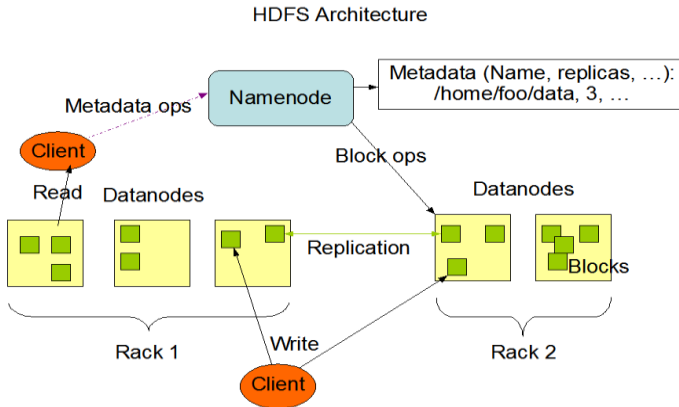 HDFS Architecture
Metadata (Name, replicas, ...):
/home/foo/data, 3, ...
Namenode
Metadata ops
Client
Block ops
Read
Datanodes
Datanodes
Replication
Blocks
Rack 1
Write
Rack 2
Client